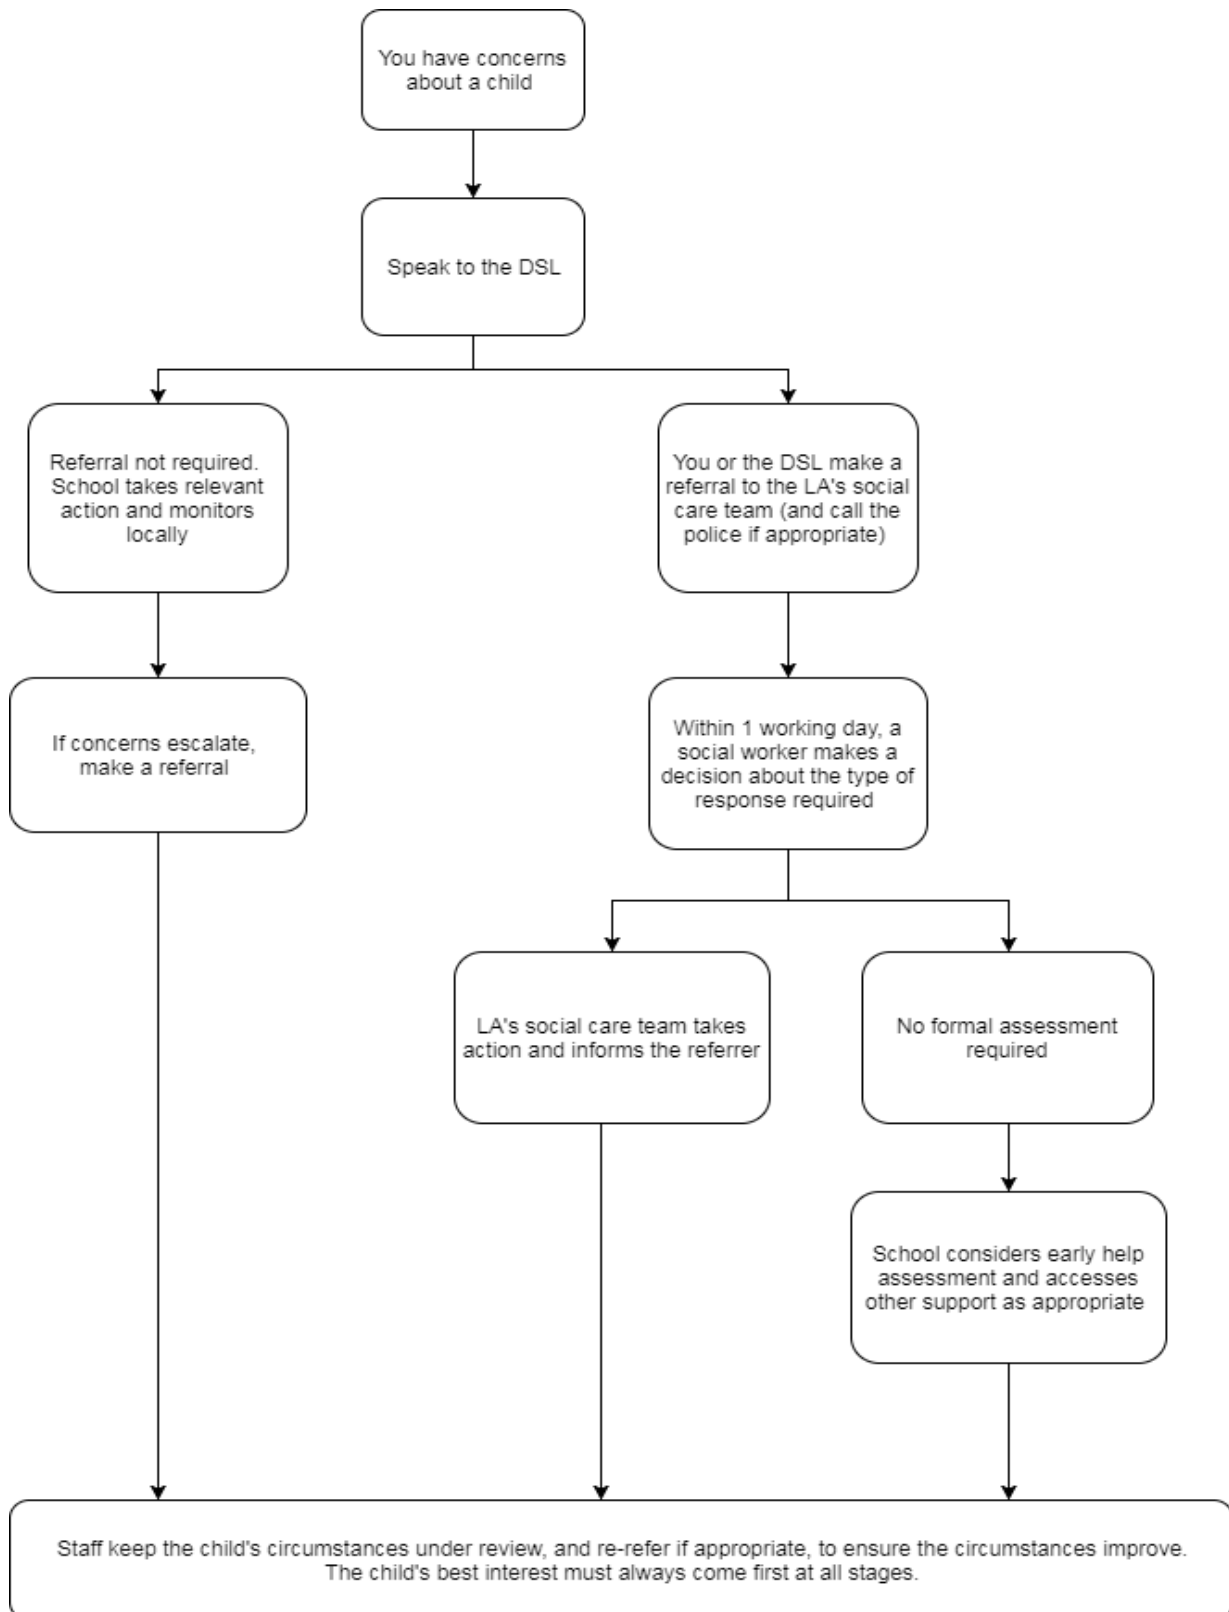 You have concerns
about a child
Speak to the DSL
Referral not required.
School takes relevant
action and monitors
locally
You or the DSL make a
referral to the LA's social
care team (and call the
police if appropriate)
If concerns escalate,
make a referral
Within 1 working day, a
social worker makes a
decision about the type of
response required
LA's social care team takes
action and informs the referrer
No formal assessment
required
School considers early help
assessment and accesses
other support as appropriate
Staff keep the child's circumstances under review, and re-refer if appropriate, to ensure the circumstances improve.
The child's best interest must always come first at all stages.